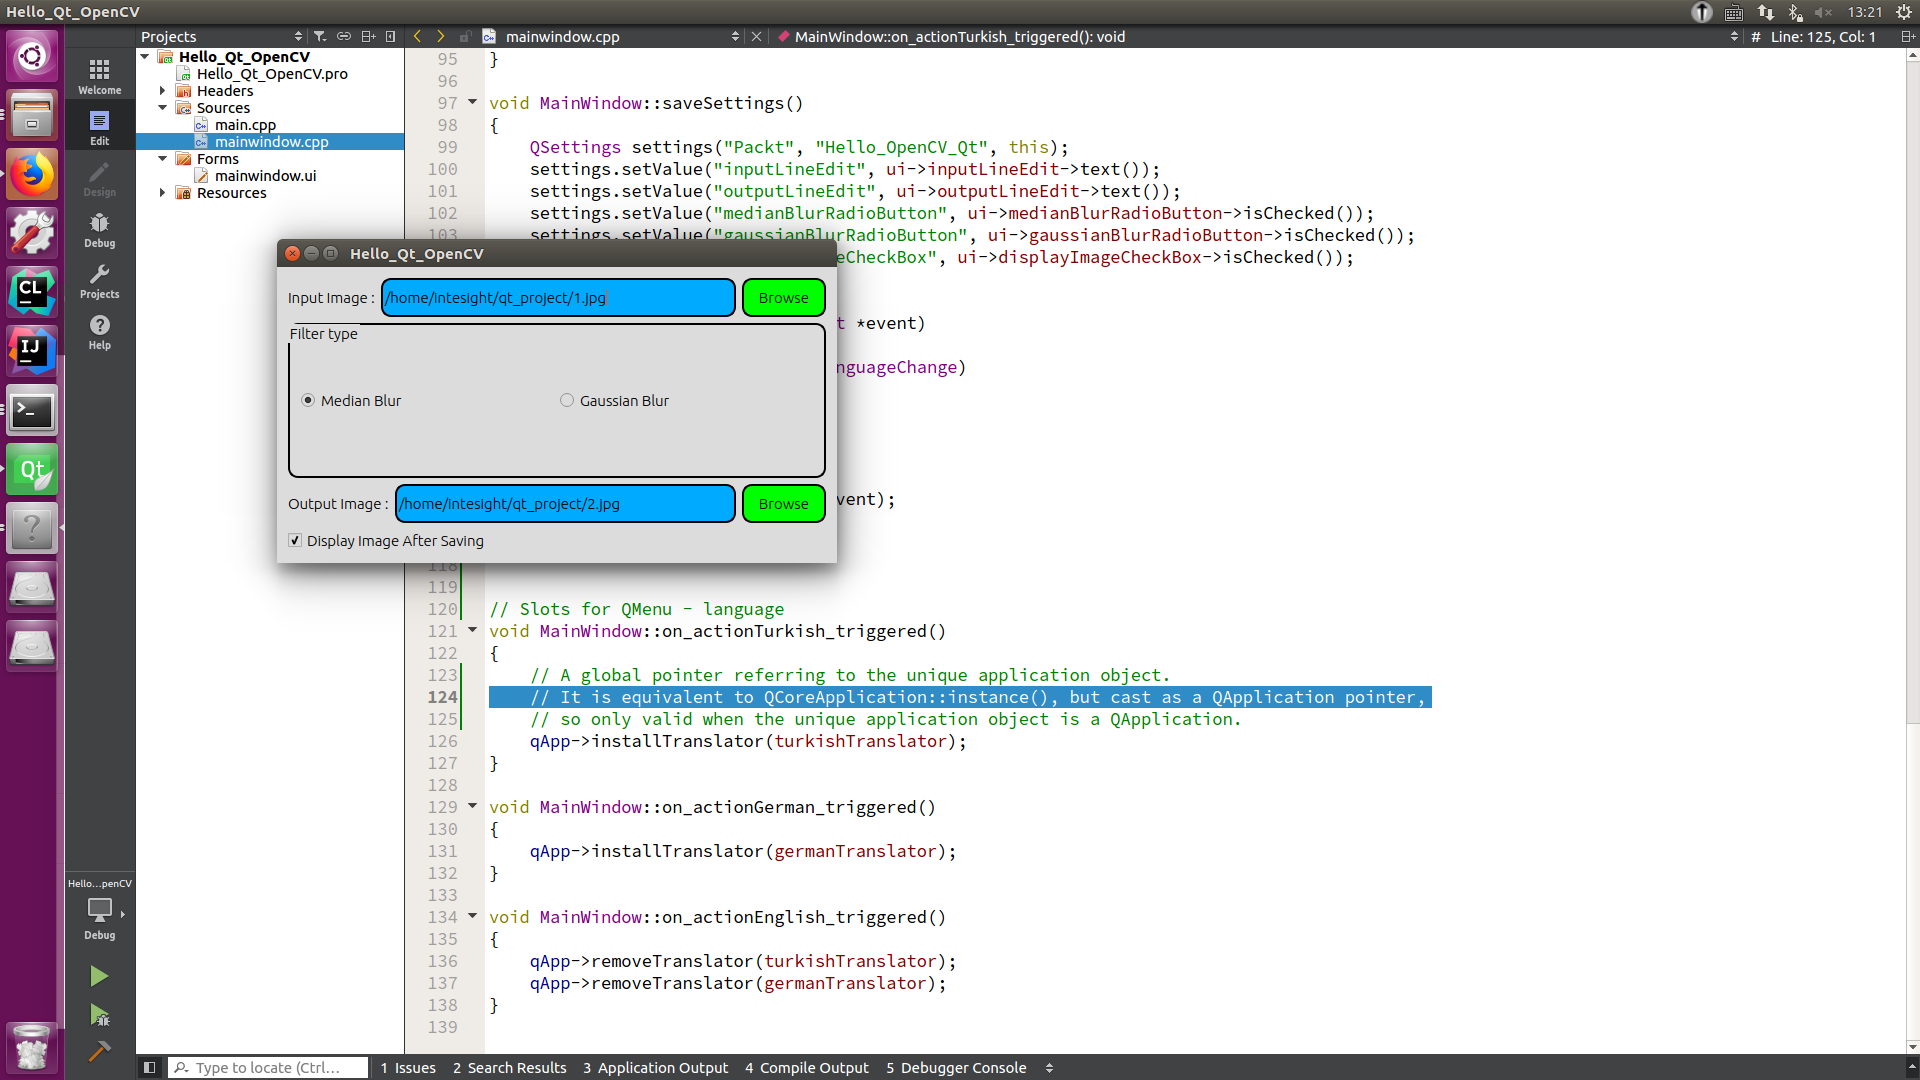 Hello_Qt_OpenCV
13:21
Projects
mainwindow.cpp
MainWindow::on_actionTurkish_triggered(): void
# Line: 125, Col: 1
Welcome
Edit
Design
Debug
Projects
Help
Hello...penCV
Debug
Hello_Qt_OpenCV
Hello_Qt_OpenCV.pro
Headers
Sources
main.cpp
mainwindow.cpp
Forms
mainwindow.ui
Resources
95 }
96
97 void MainWindow::saveSettings()
98 {
99 QSettings settings("Packt", "Hello_OpenCV_Qt", this);
100 settings.setValue("inputLineEdit", ui->inputLineEdit->text());
101 settings.setValue("outputLineEdit", ui->outputLineEdit->text());
102 settings.setValue("medianBlurRadioButton", ui->medianBlurRadioButton->isChecked());
103 settings.setValue("gaussianBlurRadioButton", ui->gaussianBlurRadioButton->isChecked());
eCheckBox", ui->displayImageCheckBox->isChecked());
t *event)
nguageChange)
vent);
Hello_Qt_OpenCV
Input Image :
/home/intesight/qt_project/1.jpg
Browse
Filter type
Median Blur
Gaussian Blur
Output Image :
/home/intesight/qt_project/2.jpg
Browse
Display Image After Saving
118
119
120 // Slots for QMenu - language
121 void MainWindow::on_actionTurkish_triggered()
122 {
123 // A global pointer referring to the unique application object.
124 // It is equivalent to QCoreApplication::instance(), but cast as a QApplication pointer,
125 // so only valid when the unique application object is a QApplication.
126 qApp->installTranslator(turkishTranslator);
127 }
128
129 void MainWindow::on_actionGerman_triggered()
130 {
131 qApp->installTranslator(germanTranslator);
132 }
133
134 void MainWindow::on_actionEnglish_triggered()
135 {
136 qApp->removeTranslator(turkishTranslator);
137 qApp->removeTranslator(germanTranslator);
138 }
139
Type to locate (Ctrl...
1 Issues
2 Search Results
3 Application Output
4 Compile Output
5 Debugger Console
CL
IJ
Qt